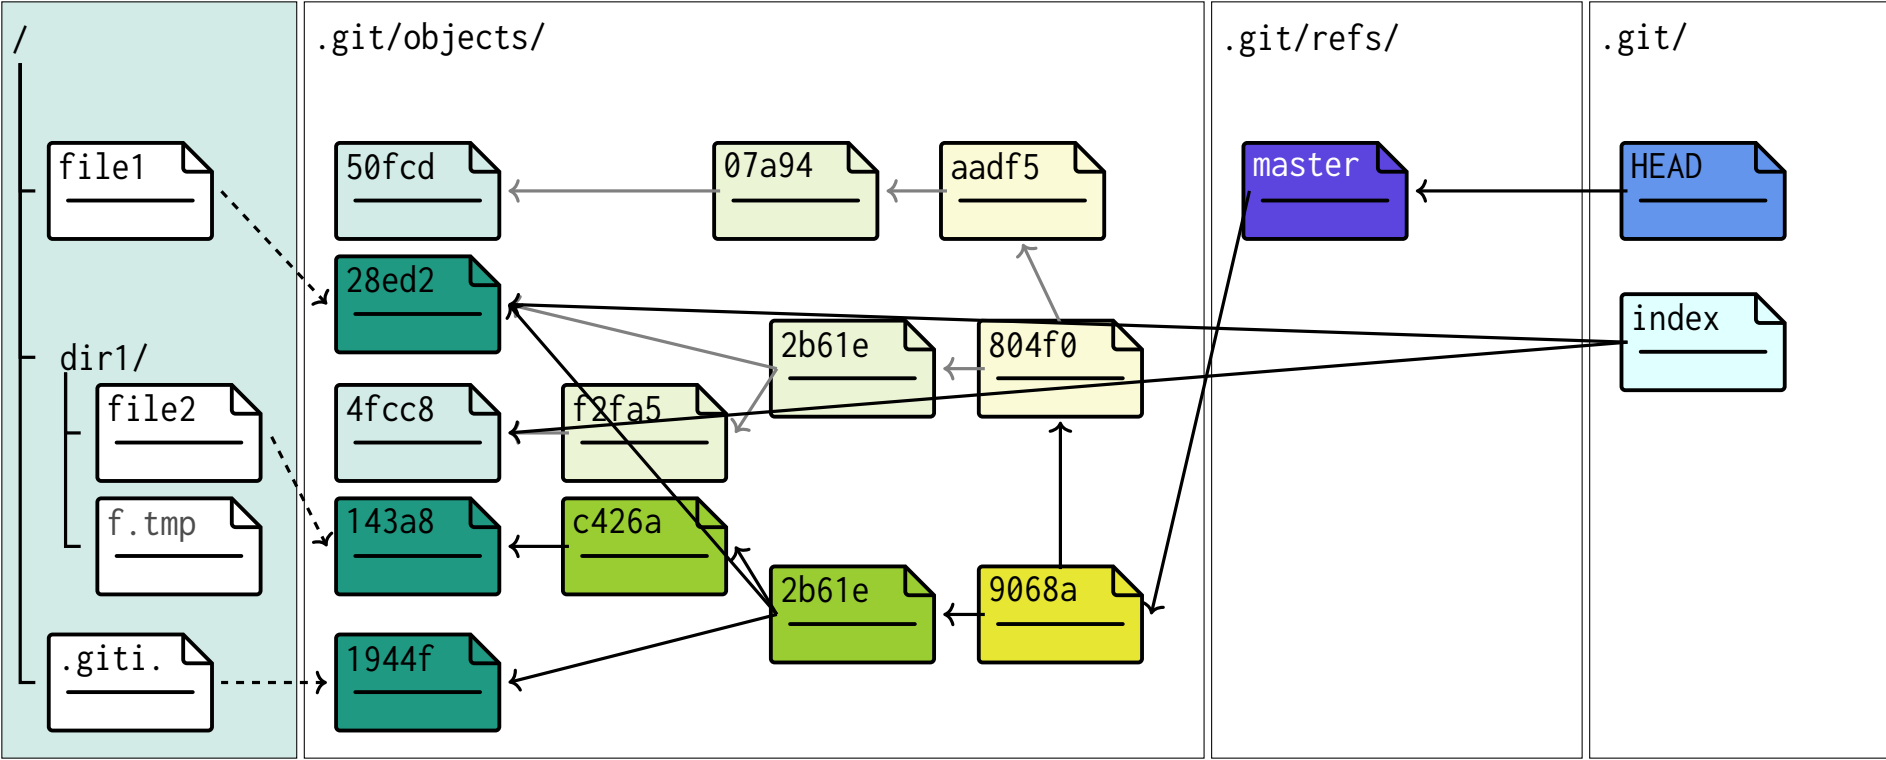 /
file1
dir1/
file2
f.tmp
.giti.
.git/objects/
50fcd
07a94
aadf5
28ed2
2b61e
804f0
4fcc8
f2fa5
143a8
c426a
2b61e
9068a
1944f
.git/refs/
master
.git/
HEAD
index